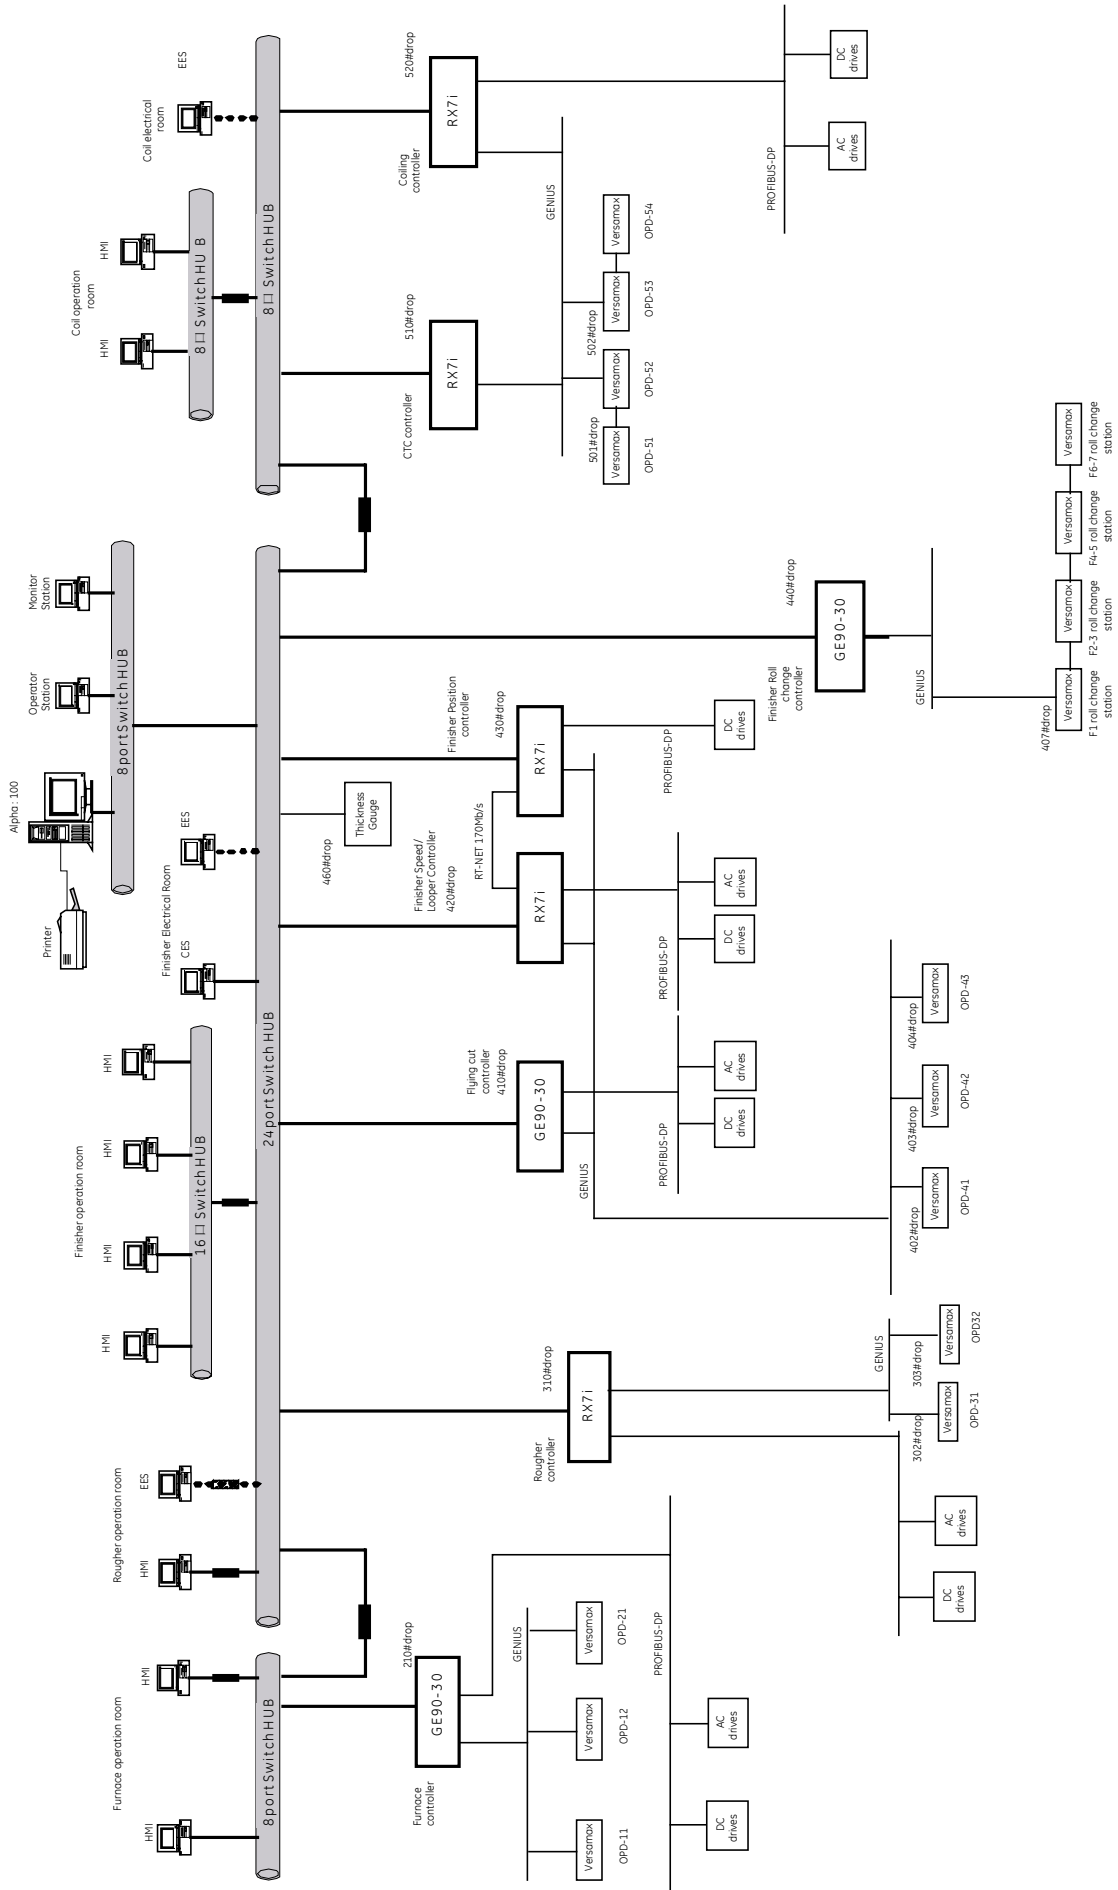 Furnace operation room
HMI
HMI
8portSwitchHUB
Furnace
controller
210#drop
GE90-30
GENIUS
Versamax
OPD-11
Versamax
OPD-12
Versamax
OPD-21
PROFIBUS-DP
DC
drives
AC
drives
Rougher operation room
HMI
EES
Rougher
controller
310#drop
RX7i
GENIUS
302#drop
Versamax
OPD-31
303#drop
Versamax
OPD32
DC
drives
AC
drives
Finisher operation room
HMI
HMI
HMI
HMI
16口SwitchHUB
24portSwitchHUB
Finisher Electrical Room
CES
EES
Printer
Alpha : 100
Operator
Station
Monitor
Station
8portSwitchHUB
Flying cut
controller
410#drop
GE90-30
GENIUS
PROFIBUS-DP
DC
drives
AC
drives
Finisher Speed/
Looper Controller
420#drop
RX7i
PROFIBUS-DP
DC
drives
AC
drives
RT-NET 170Mb/s
460#drop
Thickness
Gauge
Finisher Position
controller
430#drop
RX7i
PROFIBUS-DP
DC
drives
402#drop
Versamax
OPD-41
403#drop
Versamax
OPD-42
404#drop
Versamax
OPD-43
Finisher Roll
change
controller
440#drop
GE90-30
GENIUS
407#drop
Versamax
F1 roll change
station
Versamax
F2-3 roll change
station
Versamax
F4-5 roll change
station
Versamax
F6-7 roll change
station
Coil operation
room
HMI
HMI
8口SwitchHU B
Coil electrical
room
EES
8口SwitchHUB
CTC controller
510#drop
RX7i
Coiling
controller
520#drop
RX7i
GENIUS
501#drop
Versamax
OPD-51
Versamax
OPD-52
502#drop
Versamax
OPD-53
Versamax
OPD-54
PROFIBUS-DP
AC
drives
DC
drives